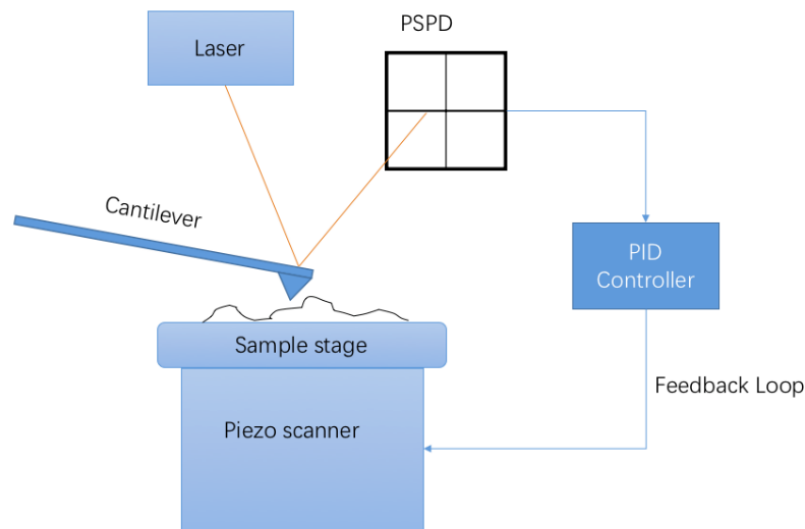 PSPD
Laser
Cantilever
PID
Controller
Sample stage
Feedback Loop
Piezo scanner